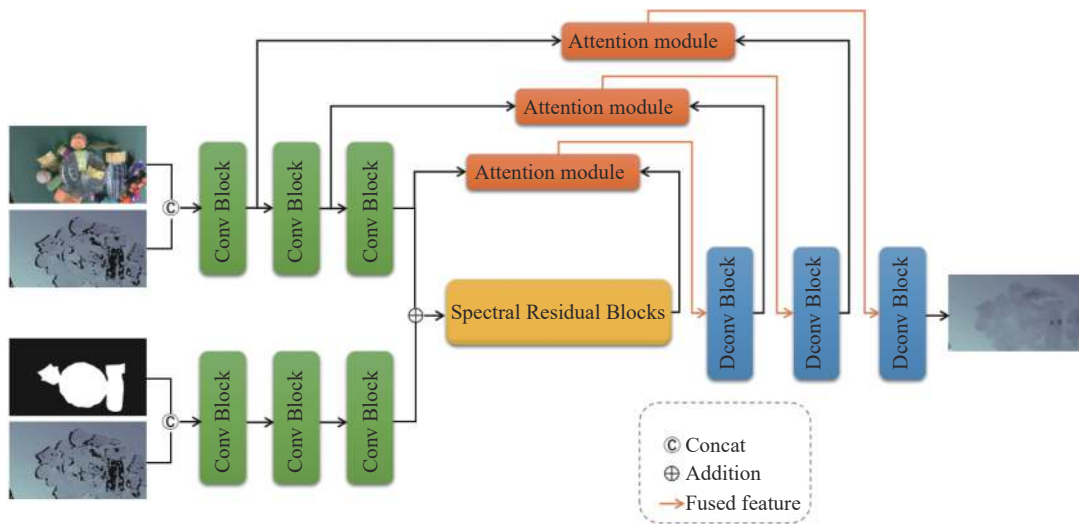 Attention module
Attention module
Attention module
C
Conv Block
Conv Block
Conv Block
Spectral Residual Blocks
Dconv Block
Dconv Block
Dconv Block
C
Conv Block
Conv Block
Conv Block
C Concat
Addition
Fused feature